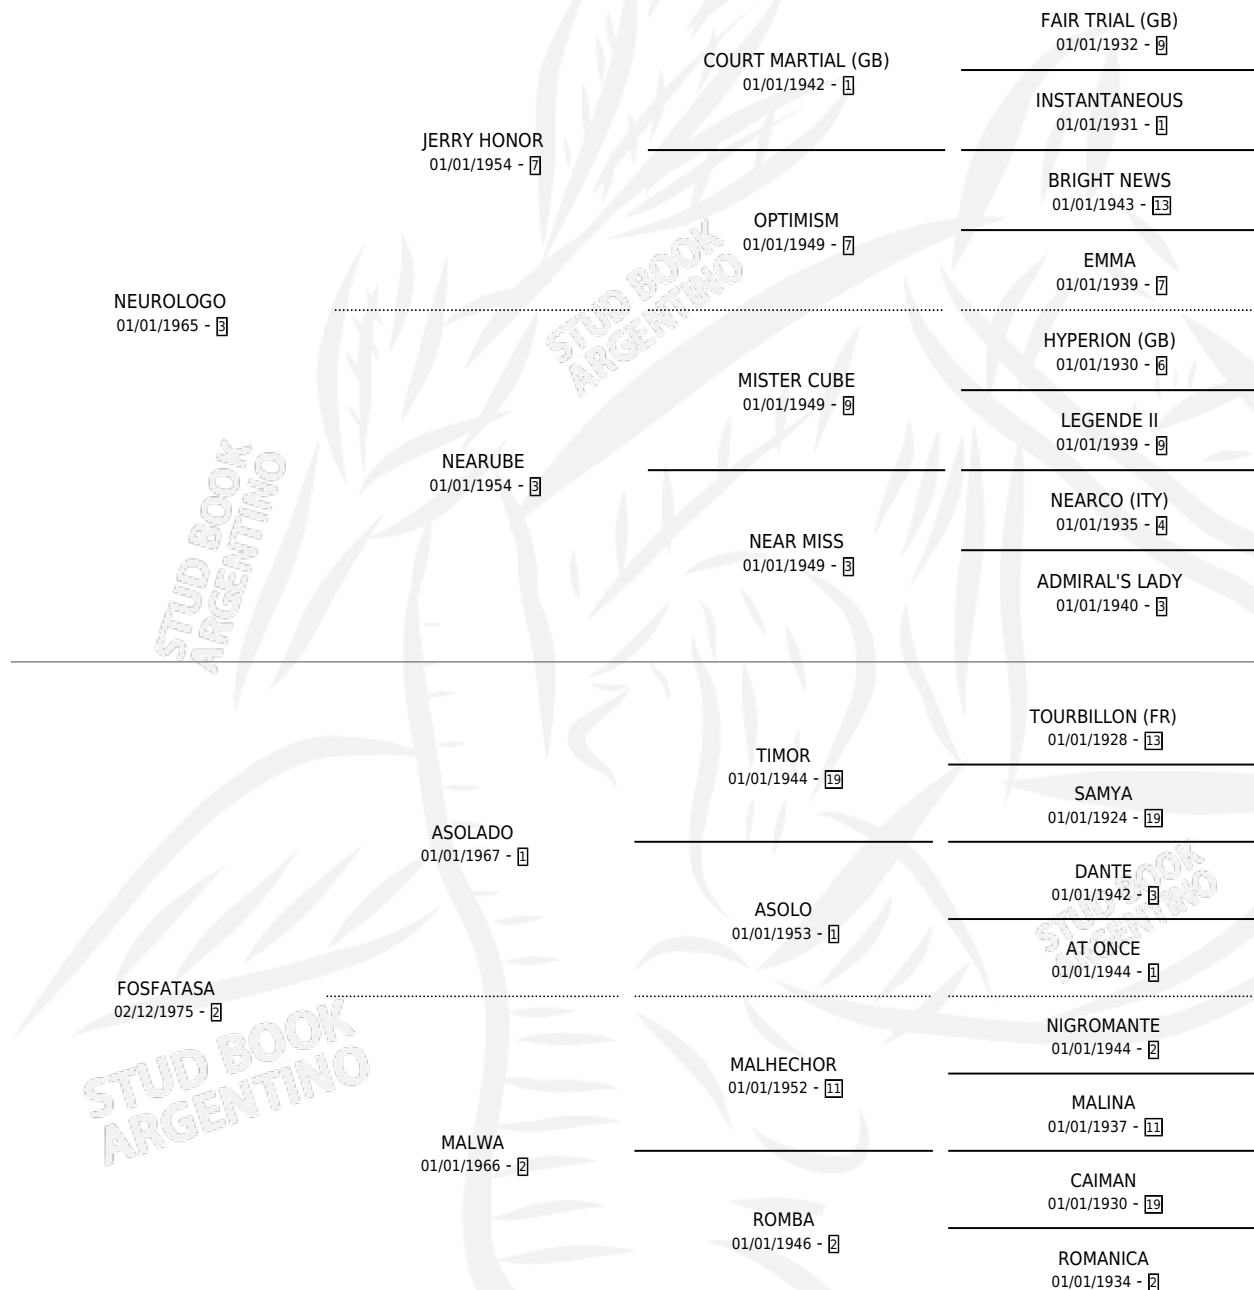 FAIR TRIAL (GB)
01/01/1932 - 9
COURT MARTIAL (GB)
01/01/1942 - 1
INSTANTANEOUS
01/01/1931 - 1
JERRY HONOR
01/01/1954 - 7
BRIGHT NEWS
01/01/1943 - 13
OPTIMISM
01/01/1949 - 7
EMMA
01/01/1939 - 7
NEUROLOGO
01/01/1965 - 3
HYPERION (GB)
01/01/1930 - 6
MISTER CUBE
01/01/1949 - 9
LEGENDE II
01/01/1939 - 9
NEARUBE
01/01/1954 - 3
NEARCO (ITY)
01/01/1935 - 4
NEAR MISS
01/01/1949 - 3
ADMIRAL'S LADY
01/01/1940 - 3
STUD BOOK
ARGENTINO
STUD BOOK
ARGENTINO
TOURBILLON (FR)
01/01/1928 - 13
TIMOR
01/01/1944 - 19
SAMYA
01/01/1924 - 19
ASOLADO
01/01/1967 - 1
DANTE
01/01/1942 - 3
ASOLO
01/01/1953 - 1
AT ONCE
01/01/1944 - 1
FOSFATASA
02/12/1975 - 2
NIGROMANTE
01/01/1944 - 2
MALHECHOR
01/01/1952 - 11
MALINA
01/01/1937 - 11
MALWA
01/01/1966 - 2
CAIMAN
01/01/1930 - 19
ROMBA
01/01/1946 - 2
ROMANICA
01/01/1934 - 2
STUD BOOK
ARGENTINO
STUD BOOK
ARGENTINO